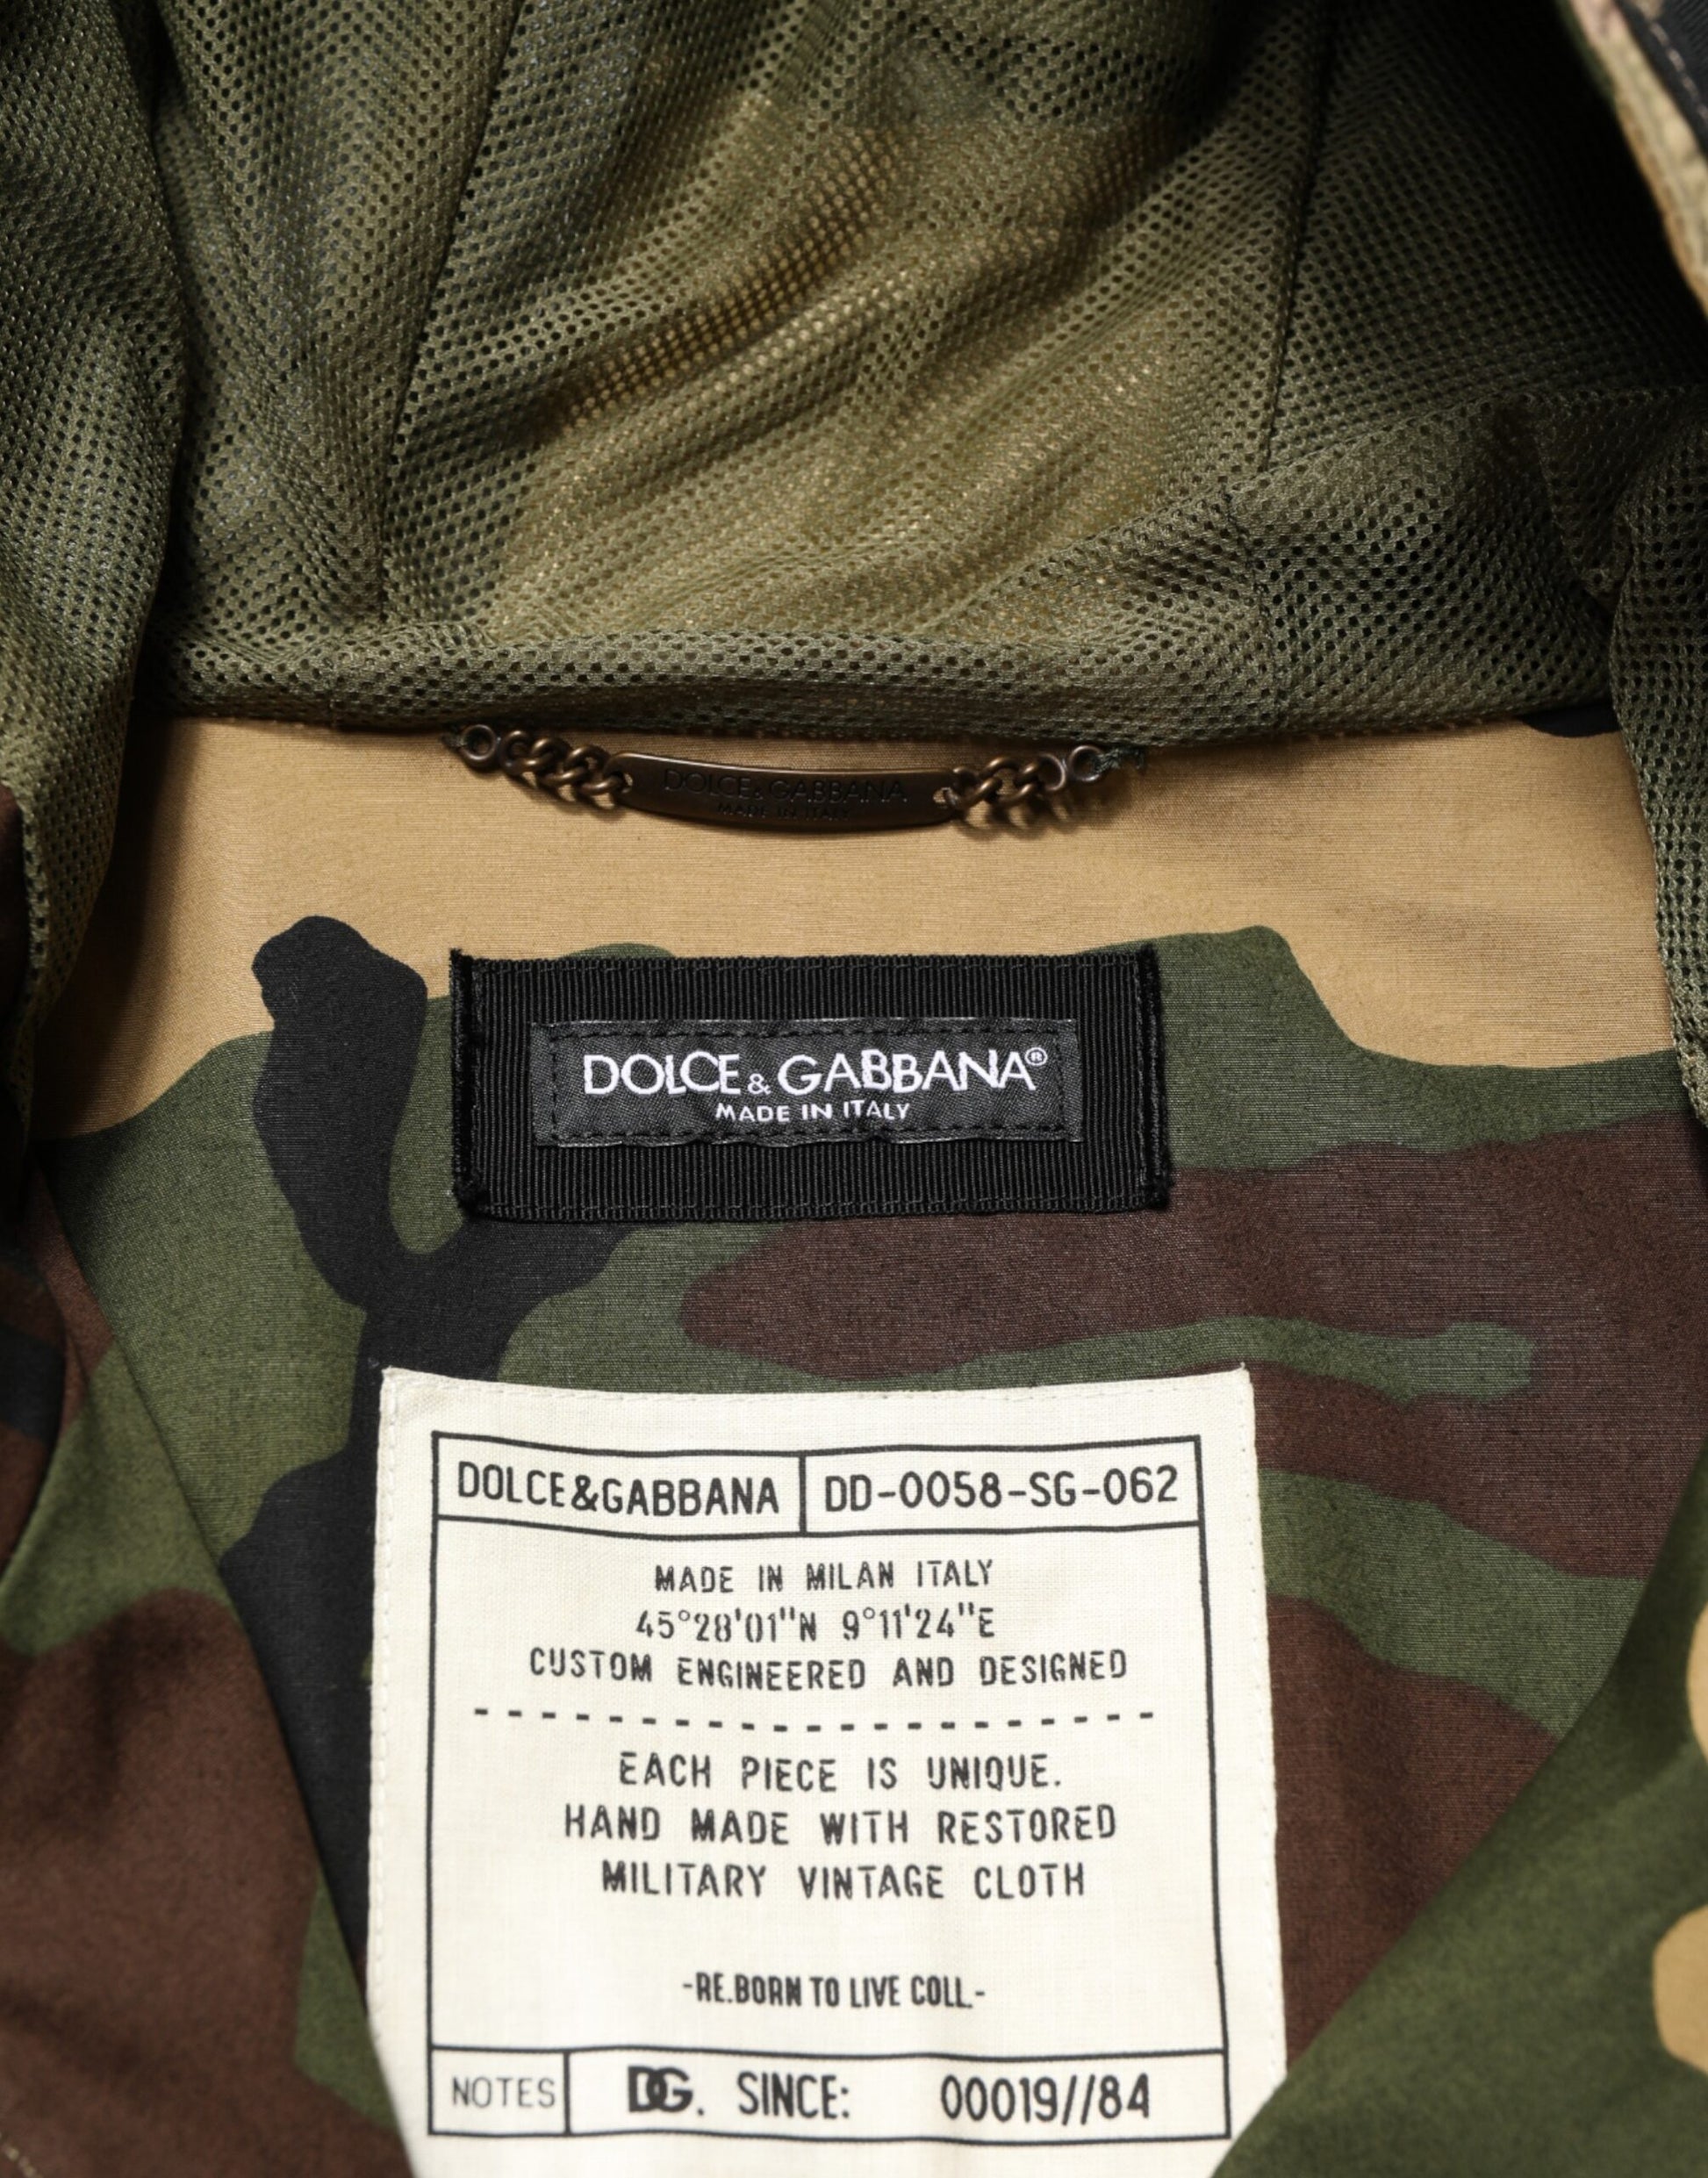 DOLCE & GABBANA
MADE IN ITALY
DOLCE & GABBANA®
MADE IN ITALY
DOLCE&GABBANA DD-0058-SG-062
MADE IN MILAN ITALY
45°28'01"N 9°11'24"E
CUSTOM ENGINEERED AND DESIGNED
EACH PIECE IS UNIQUE.
HAND MADE WITH RESTORED
MILITARY VINTAGE CLOTH
-RE.BORN TO LIVE COLL-
NOTES DG. SINCE: 00019//84